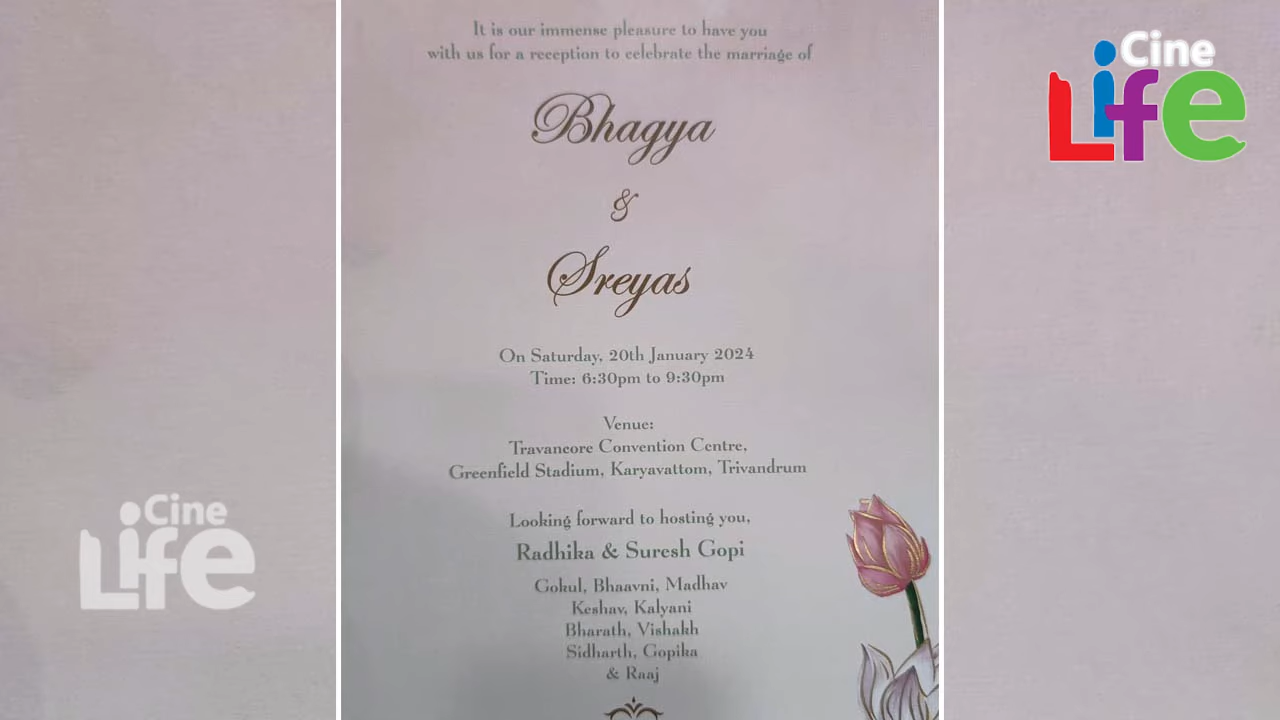 It is our immense pleasure to have you
with us for a reception to celebrate the marriage of
Bhagya
&
Sreyas
On Saturday, 20th January 2024
Time: 6:30pm to 9:30pm
Venue:
Travancore Convention Centre,
Greenfield Stadium, Karyavattom, Trivandrum
Looking forward to hosting you,
Radhika & Suresh Gopi
Gokul, Bhaavni, Madhav
Keshav, Kalyani
Bharath, Vishakh
Sidharth, Gopika
& Raaj
Cine
Life
Cine
Life